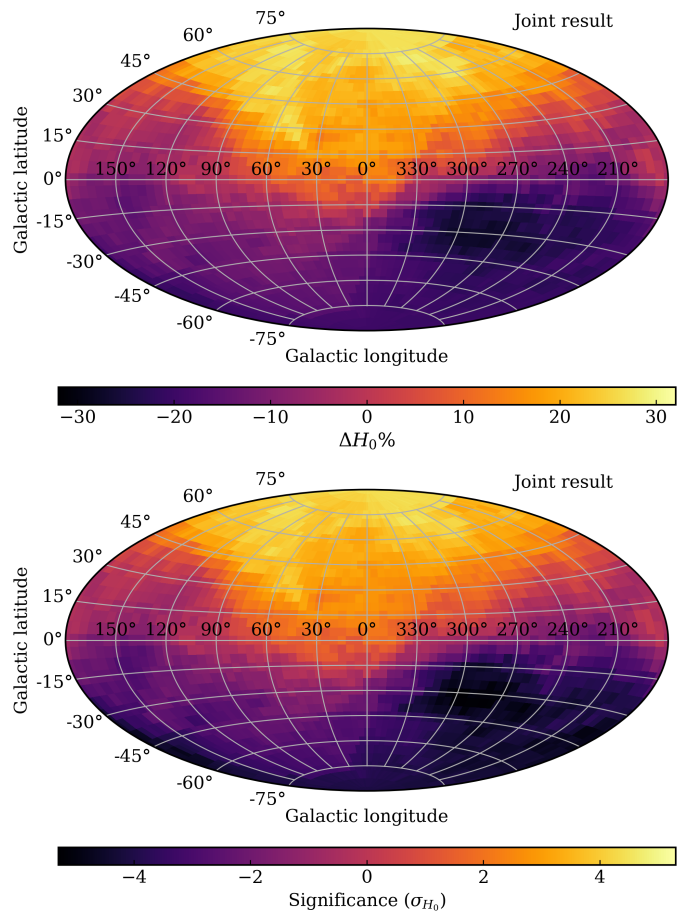 Joint result
75°
60°
45°
30°
15°
0°
-15°
-30°
-45°
-60°
-75°
150° 120° 90° 60° 30° 0° 330° 300° 270° 240° 210°
Galactic latitude
Galactic longitude
−30 −20 −10 0 10 20 30
ΔH₀%
Joint result
75°
60°
45°
30°
15°
0°
-15°
-30°
-45°
-60°
-75°
150° 120° 90° 60° 30° 0° 330° 300° 270° 240° 210°
Galactic latitude
Galactic longitude
−4 −2 0 2 4
Significance (σ_H₀)